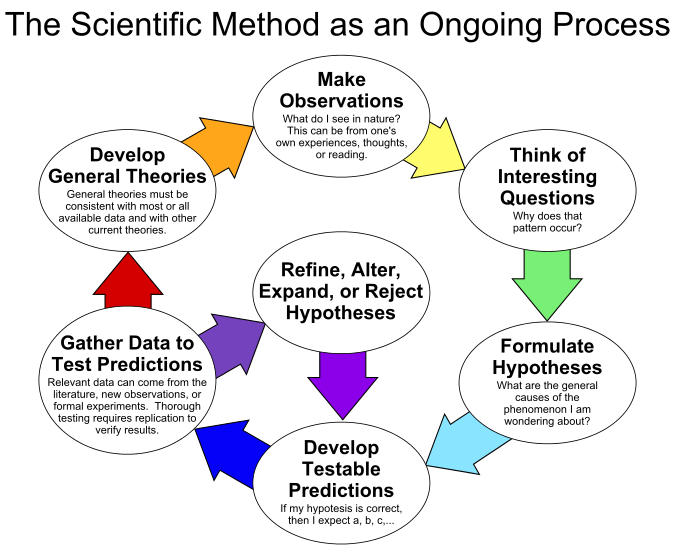 The Scientific Method as an Ongoing Process
Make
Observations
What do I see in nature?
This can be from one's
own experiences, thoughts,
or reading.
Think of
Interesting
Questions
Why does that
pattern occur?
Formulate
Hypotheses
What are the general
causes of the
phenomenon I am
wondering about?
Develop
Testable
Predictions
If my hypotesis is correct,
then I expect a, b, c,...
Gather Data to
Test Predictions
Relevant data can come from the
literature, new observations, or
formal experiments. Thorough
testing requires replication to
verify results.
Refine, Alter,
Expand, or Reject
Hypotheses
Develop
General Theories
General theories must be
consistent with most or all
available data and with other
current theories.